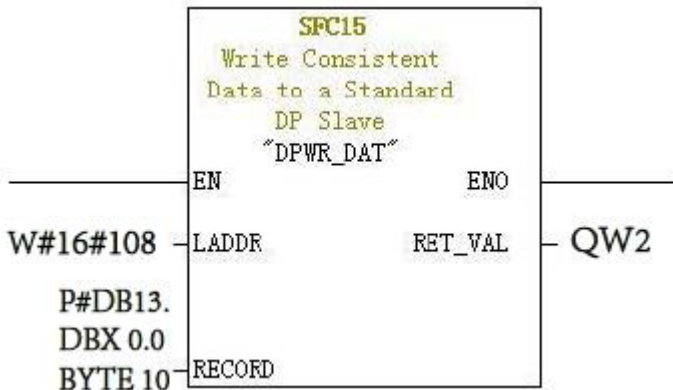 SFC15
Write Consistent
Data to a Standard
DP Slave
"DPWR_DAT"
EN ENO
W#16#108 LADDR RET_VAL QW2
P#DB13.
DBX 0.0
BYTE 10 RECORD